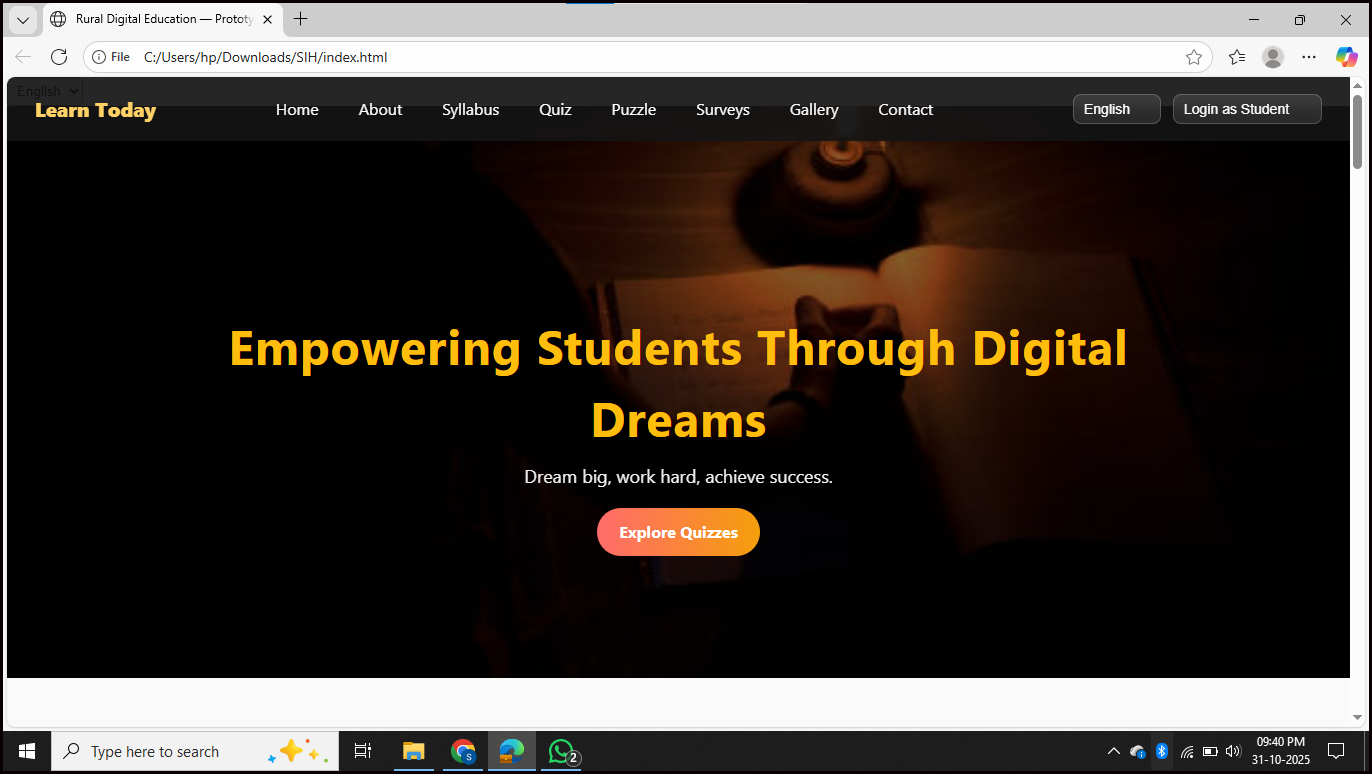 Rural Digital Education — Prototy
File C:/Users/hp/Downloads/SIH/index.html
English
Learn Today Home About Syllabus Quiz Puzzle Surveys Gallery Contact English Login as Student
Empowering Students Through Digital
Dreams
Dream big, work hard, achieve success.
Explore Quizzes
Type here to search
S
2
09:40 PM
31-10-2025